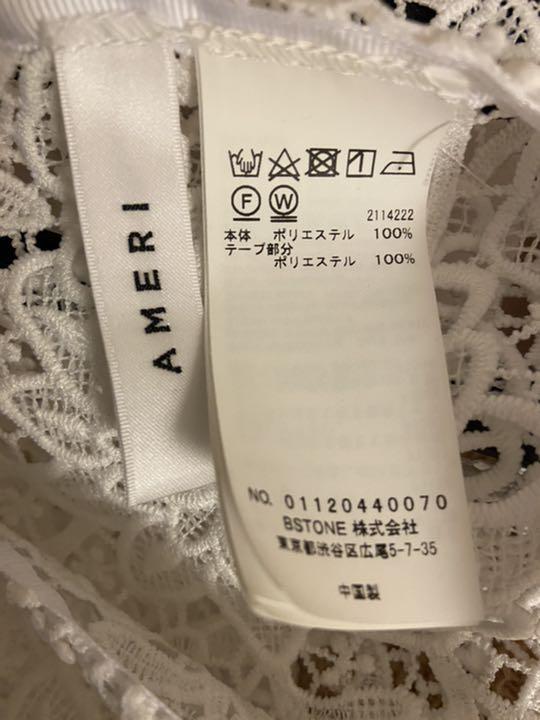 AMERI
F W
2114222
本体 ポリエステル 100%
テープ部分
ポリエステル 100%
NO. 01120440070
BSTONE 株式会社
東京都渋谷区広尾5-7-35
中国製